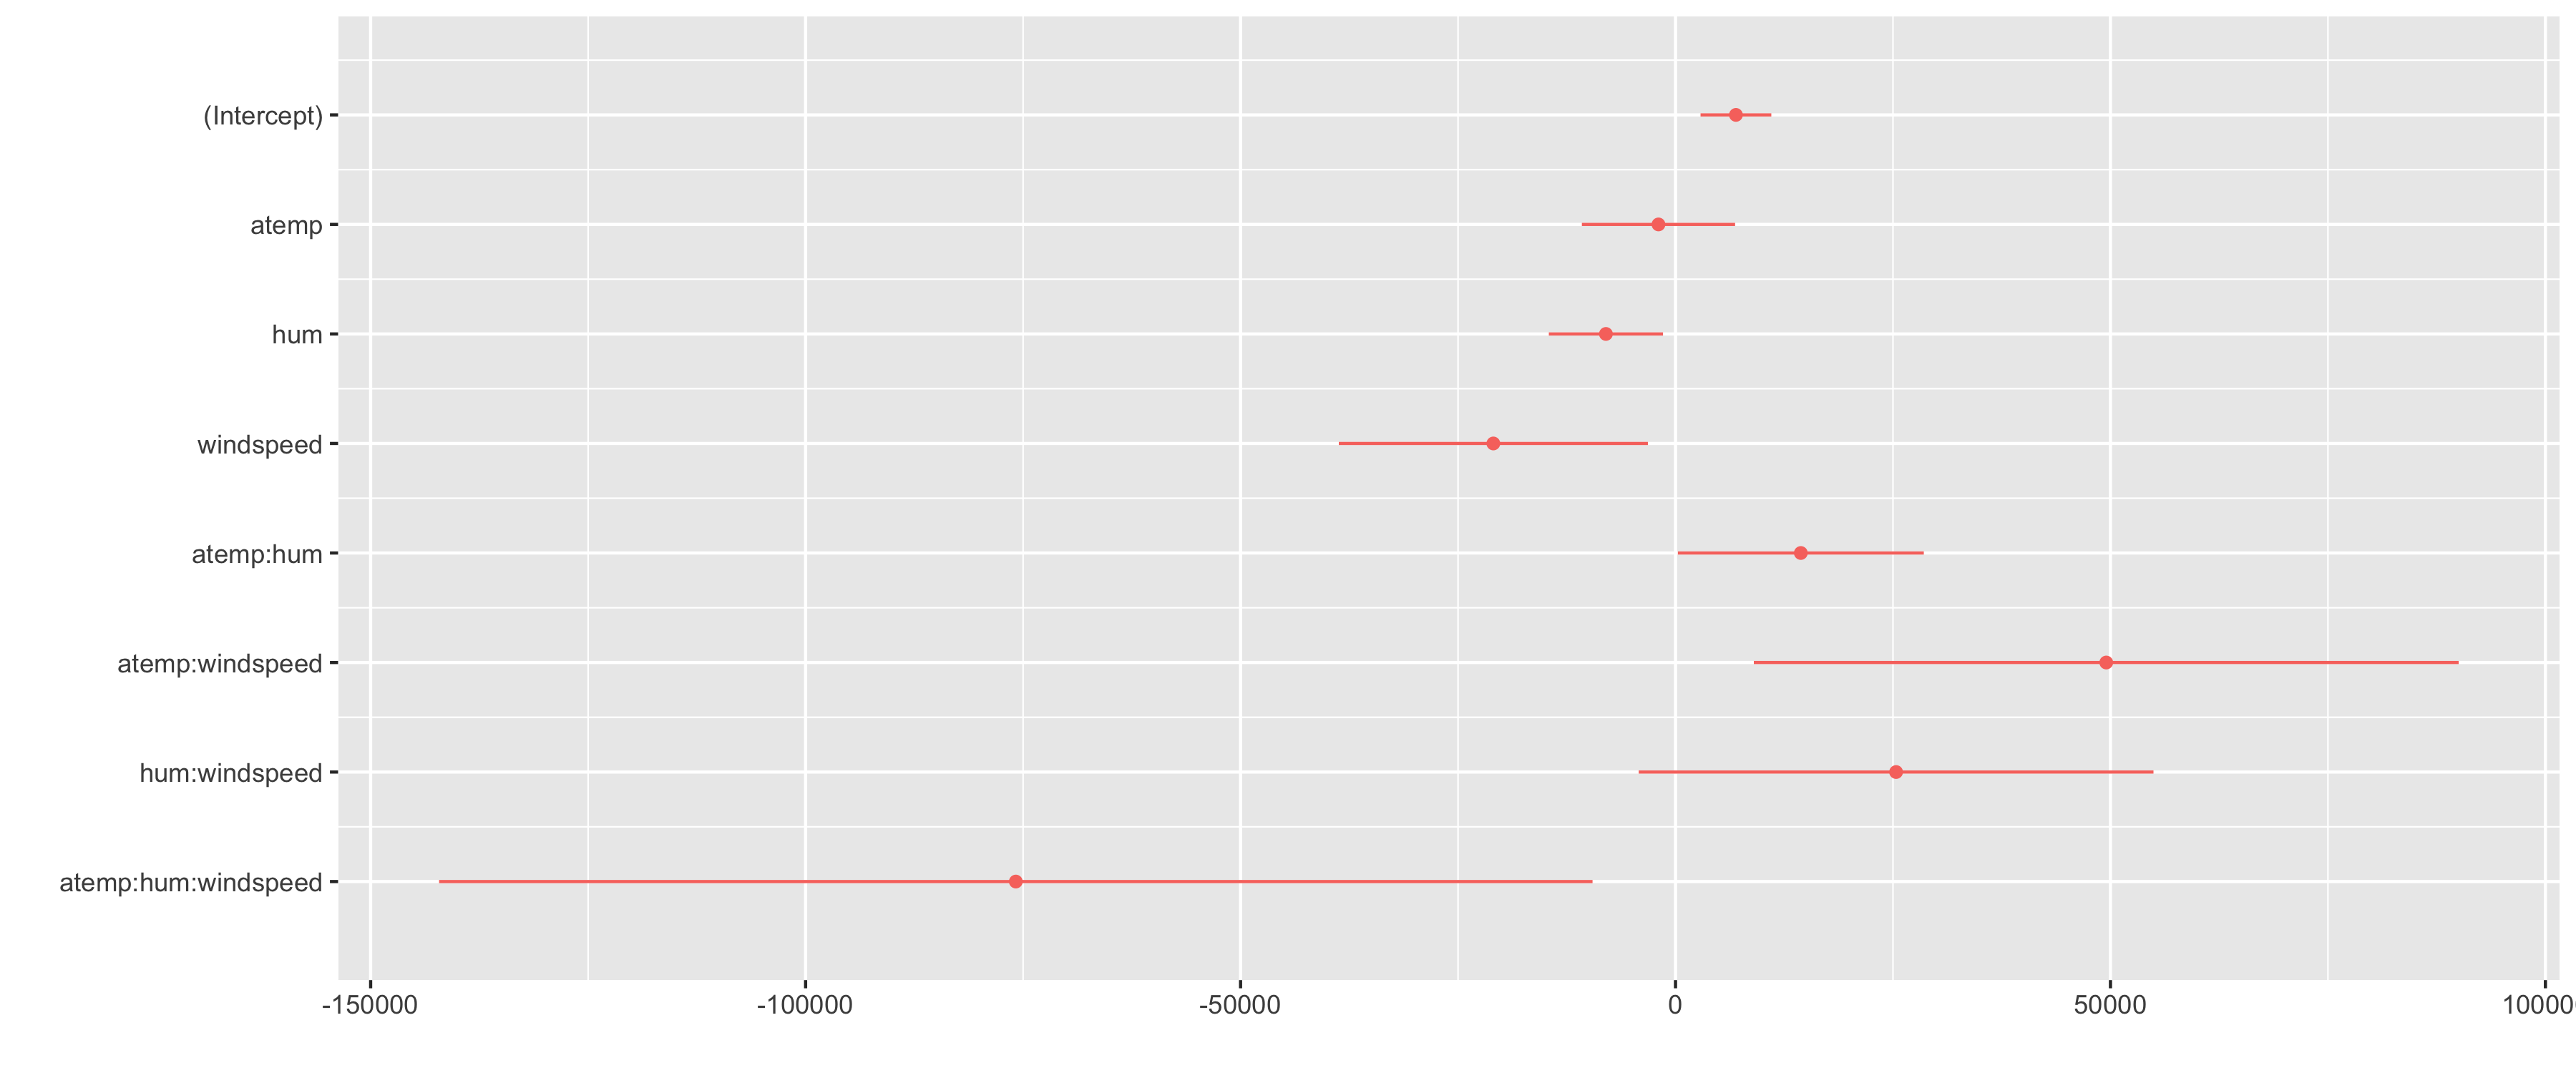 (Intercept)
atemp
hum
windspeed
atemp:hum
atemp:windspeed
hum:windspeed
atemp:hum:windspeed
-150000 -100000 -50000 0 50000 10000